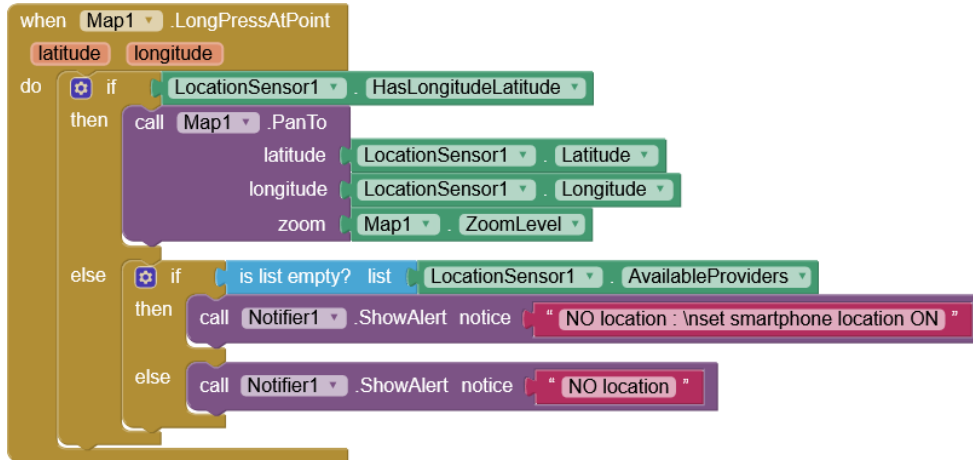 when Map1 .LongPressAtPoint
latitude longitude
do if LocationSensor1 . HasLongitudeLatitude
then call Map1 .PanTo
latitude LocationSensor1 . Latitude
longitude LocationSensor1 . Longitude
zoom Map1 . ZoomLevel
else if is list empty? list LocationSensor1 . AvailableProviders
then call Notifier1 .ShowAlert notice “ NO location : \nset smartphone location ON ”
else call Notifier1 .ShowAlert notice “ NO location ”